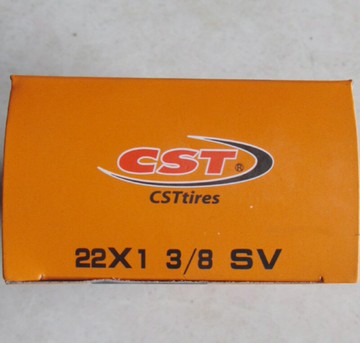 CST®
CSTtires
22X1 3/8 SV